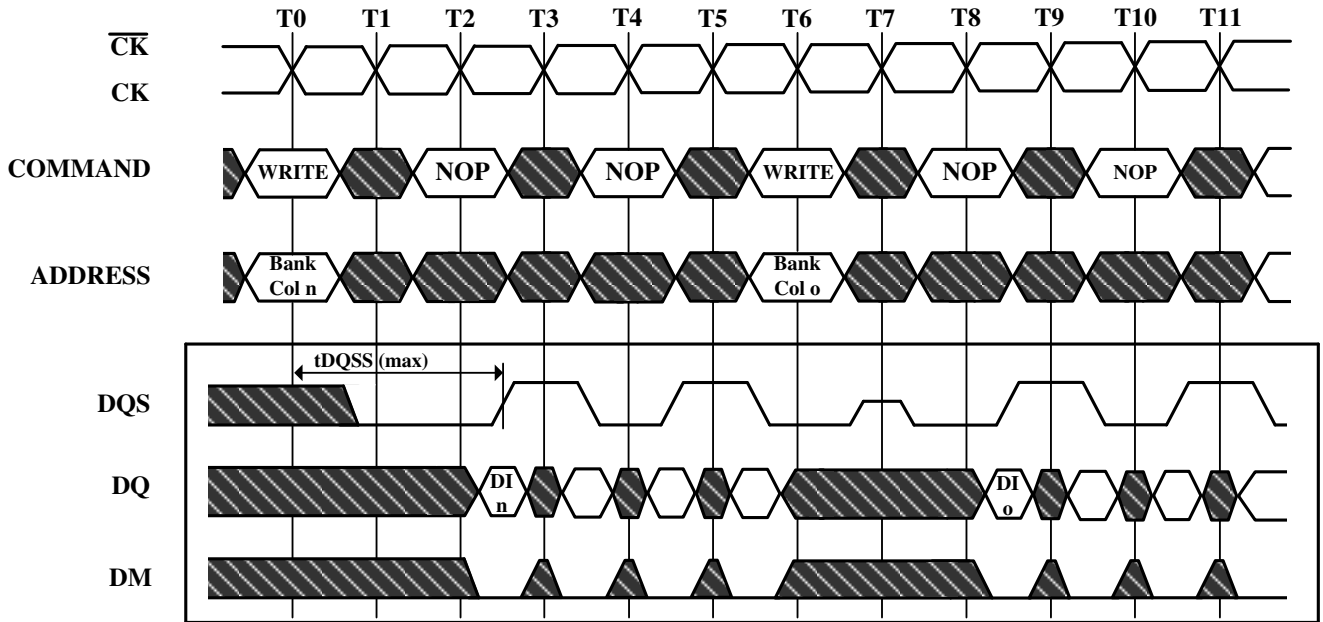 T0 T1 T2 T3 T4 T5 T6 T7 T8 T9 T10 T11
CK
CK
COMMAND
WRITE NOP NOP WRITE NOP NOP
ADDRESS
Bank
Col n
Bank
Col o
tDQSS (max)
DQS
DQ
DI
n
DI
o
DM